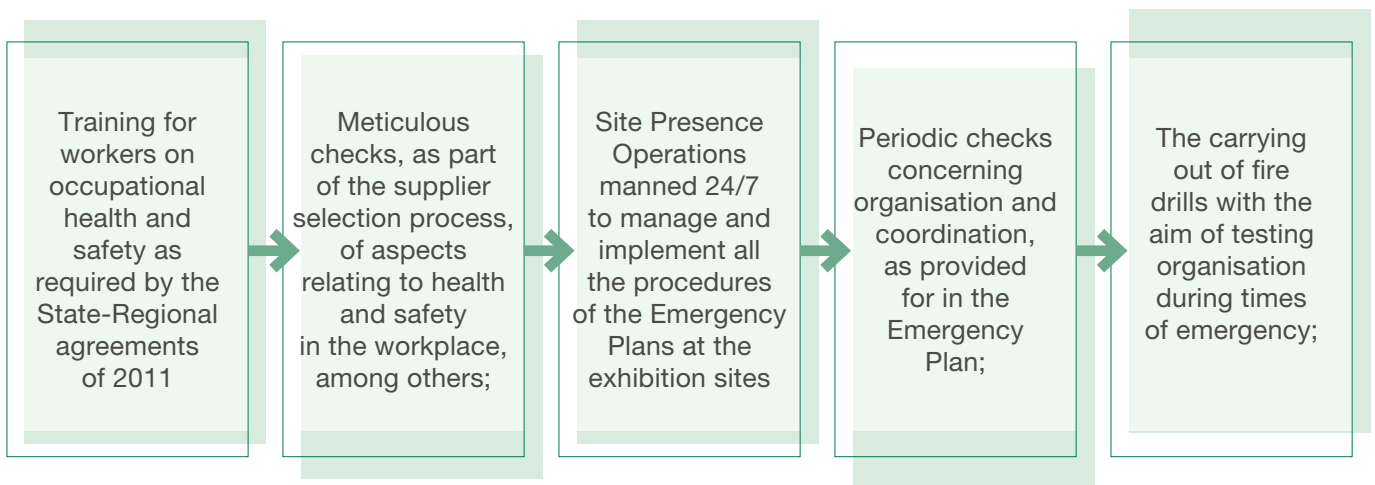 Training for
workers on
occupational
health and
safety as
required by the
State-Regional
agreements
of 2011
Meticulous
checks, as part
of the supplier
selection process,
of aspects
relating to health
and safety
in the workplace,
among others;
Site Presence
Operations
manned 24/7
to manage and
implement all
the procedures
of the Emergency
Plans at the
exhibition sites
Periodic checks
concerning
organisation and
coordination,
as provided
for in the
Emergency
Plan;
The carrying
out of fire
drills with the
aim of testing
organisation
during times
of emergency;